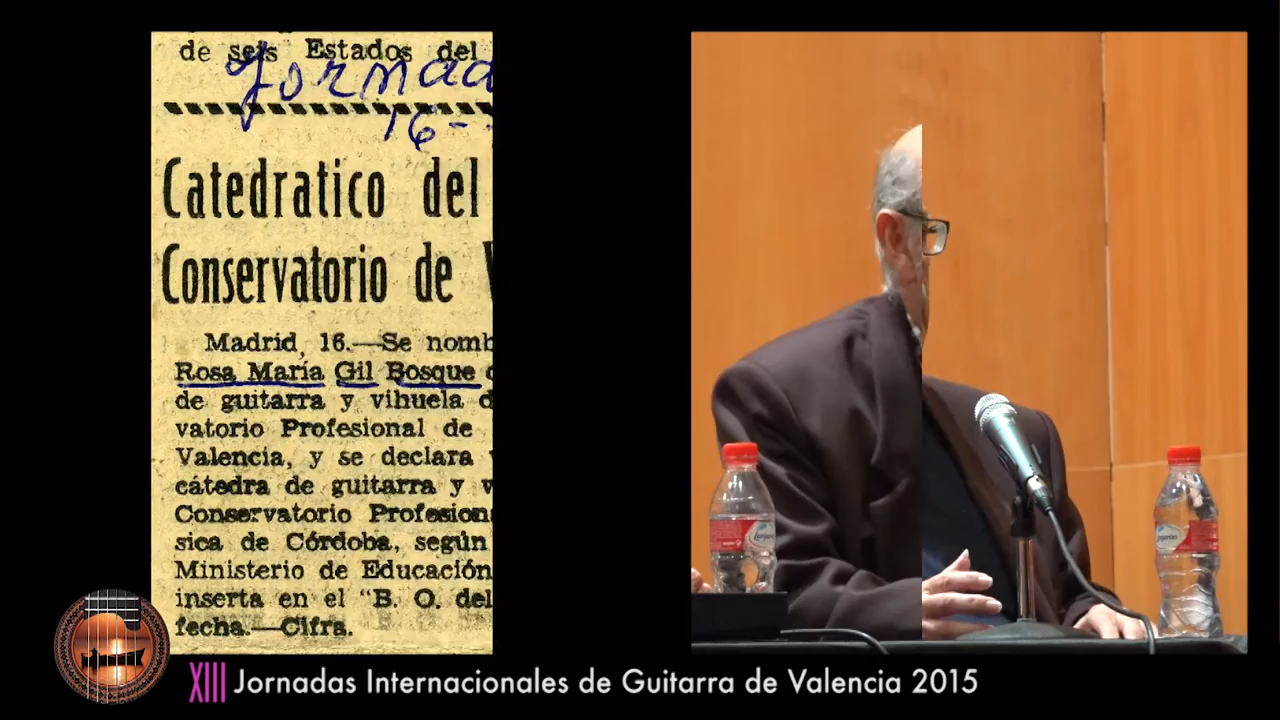 de seis Estados del
Jornad
16-
Catedratico del
Conservatorio de
Madrid, 16.—Se nomb
Rosa María Gil Bosque
de guitarra y vihuela d
vatorio Profesional de
Valencia, y se declara v
cátedra de guitarra y v
Conservatorio Profesion
sica de Córdoba, según
Ministerio de Educación
inserta en el "B. O. del
fecha.—Cifra.
XIII Jornadas Internacionales de Guitarra de Valencia 2015